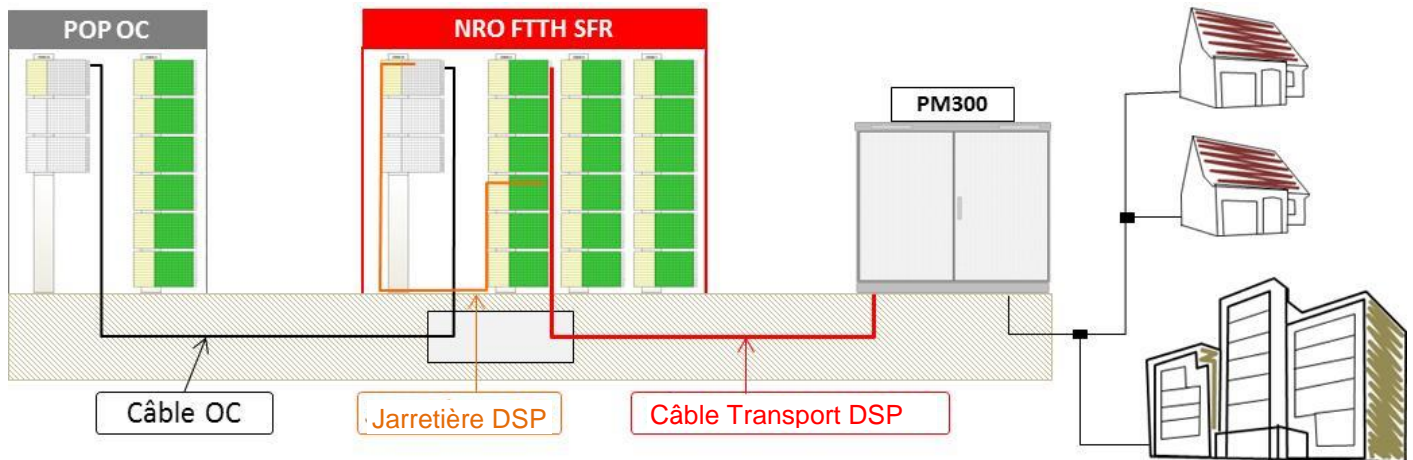 POP OC
NRO FTTH SFR
PM300
Câble OC
Jarretière DSP
Câble Transport DSP